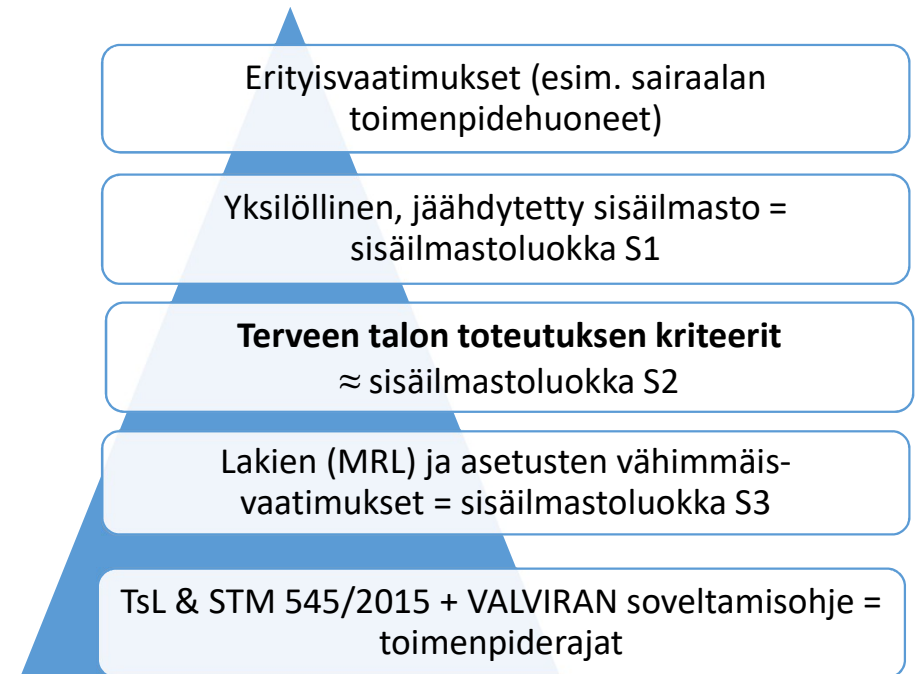 Erityisvaatimukset (esim. sairaalan
toimenpidehuoneet)
Yksilöllinen, jäähdytetty sisäilmasto =
sisäilmastoluokka S1
Terveen talon toteutuksen kriteerit
≈ sisäilmastoluokka S2
Lakien (MRL) ja asetusten vähimmäis-
vaatimukset = sisäilmastoluokka S3
TsL & STM 545/2015 + VALVIRAN soveltamisohje =
toimenpiderajat